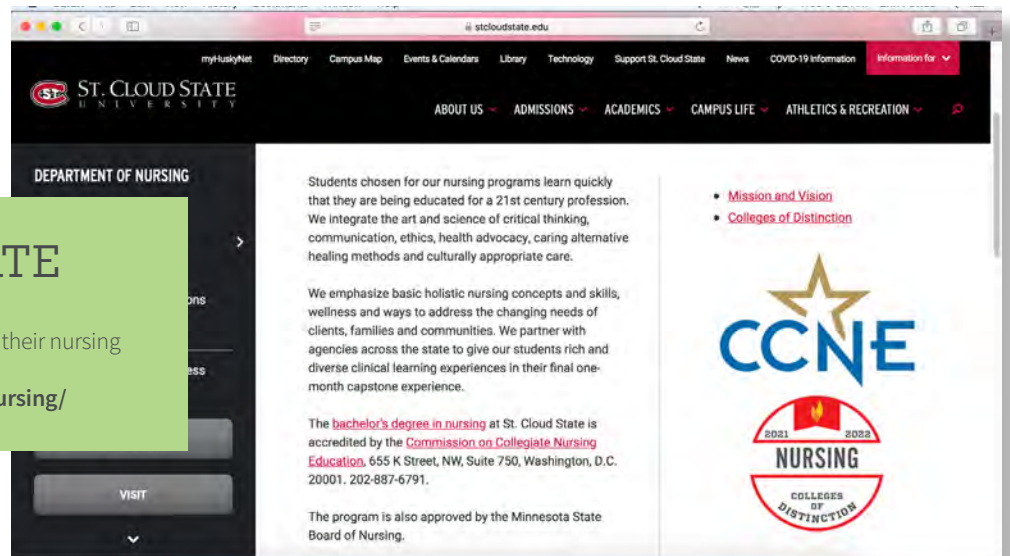 stcloudstate.edu
myHuskyNet Directory Campus Map Events & Calendars Library Technology Support St. Cloud State News COVID-19 Information Information for
ST. CLOUD STATE
UNIVERSITY
ABOUT US ADMISSIONS ACADEMICS CAMPUS LIFE ATHLETICS & RECREATION
DEPARTMENT OF NURSING
ATE
their nursing
ursing/
ons
ess
VISIT
Students chosen for our nursing programs learn quickly
that they are being educated for a 21st century profession.
We integrate the art and science of critical thinking,
communication, ethics, health advocacy, caring alternative
healing methods and culturally appropriate care.
We emphasize basic holistic nursing concepts and skills,
wellness and ways to address the changing needs of
clients, families and communities. We partner with
agencies across the state to give our students rich and
diverse clinical learning experiences in their final one-
month capstone experience.
The bachelor's degree in nursing at St. Cloud State is
accredited by the Commission on Collegiate Nursing
Education, 655 K Street, NW, Suite 750, Washington, D.C.
20001. 202-887-6791.
The program is also approved by the Minnesota State
Board of Nursing.
Mission and Vision
Colleges of Distinction
CCNE
2021 2022
NURSING
COLLEGES
OF
DISTINCTION